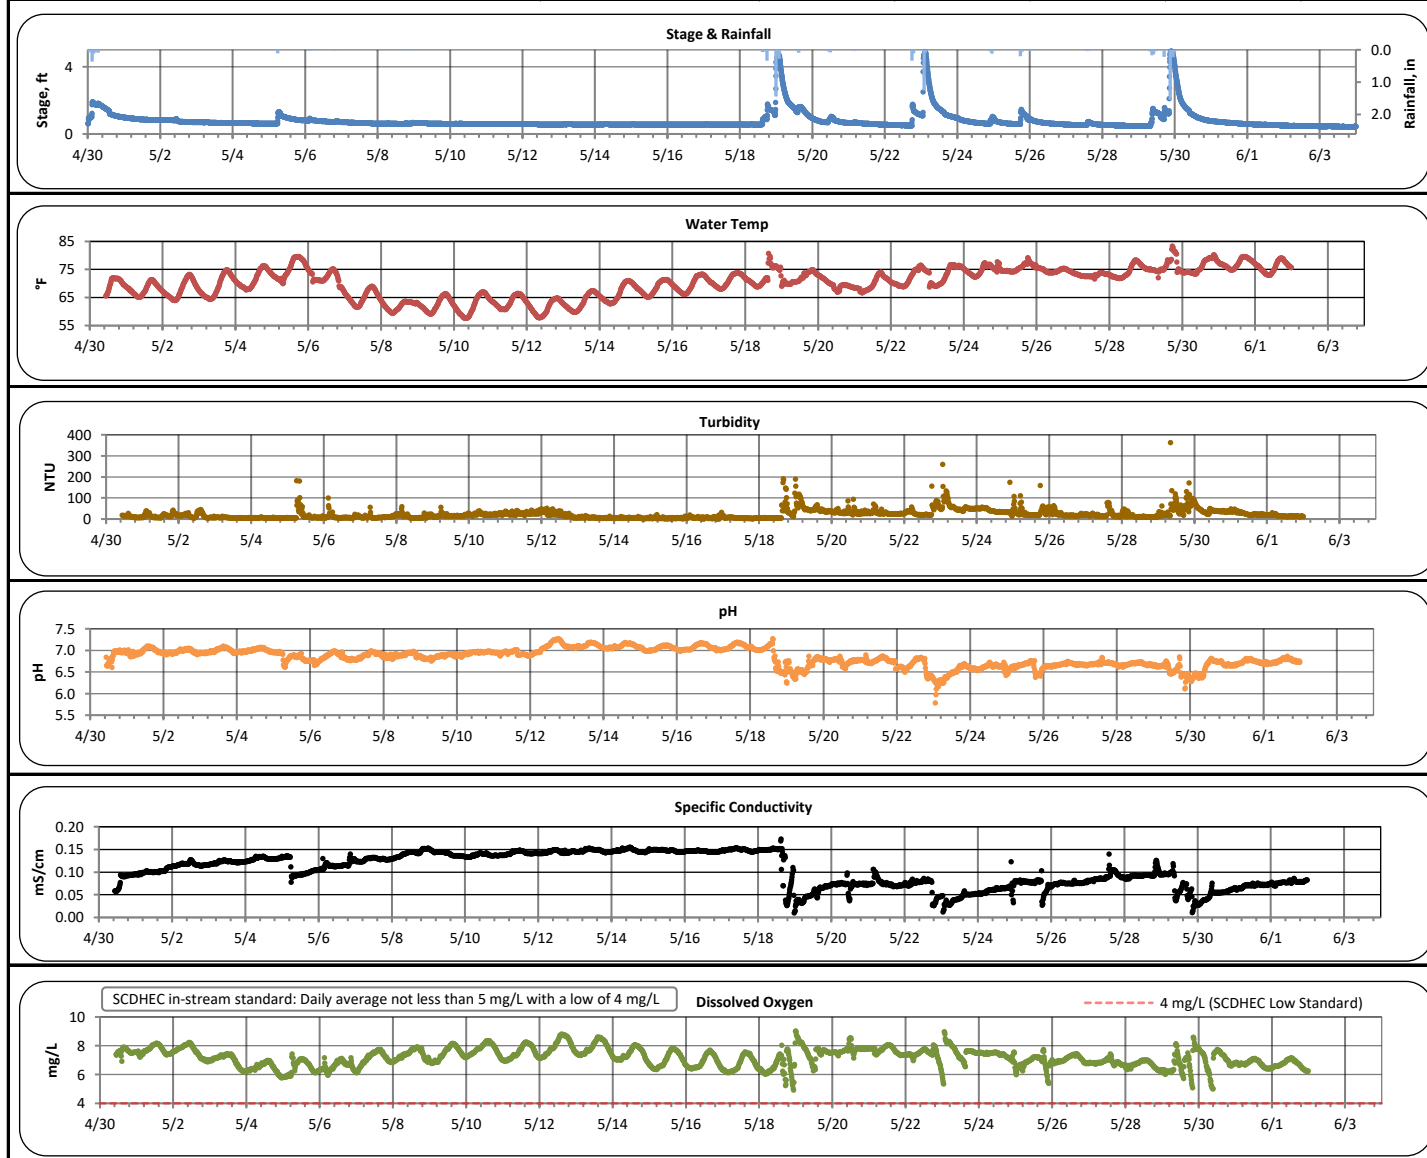 Stage & Rainfall
Stage, ft
4
0
0.0
1.0
2.0
Rainfall, in
4/30 5/2 5/4 5/6 5/8 5/10 5/12 5/14 5/16 5/18 5/20 5/22 5/24 5/26 5/28 5/30 6/1 6/3
Water Temp
°F
85
75
65
55
4/30 5/2 5/4 5/6 5/8 5/10 5/12 5/14 5/16 5/18 5/20 5/22 5/24 5/26 5/28 5/30 6/1 6/3
Turbidity
NTU
400
300
200
100
0
4/30 5/2 5/4 5/6 5/8 5/10 5/12 5/14 5/16 5/18 5/20 5/22 5/24 5/26 5/28 5/30 6/1 6/3
pH
pH
7.5
7.0
6.5
6.0
5.5
4/30 5/2 5/4 5/6 5/8 5/10 5/12 5/14 5/16 5/18 5/20 5/22 5/24 5/26 5/28 5/30 6/1 6/3
Specific Conductivity
mS/cm
0.20
0.15
0.10
0.05
0.00
4/30 5/2 5/4 5/6 5/8 5/10 5/12 5/14 5/16 5/18 5/20 5/22 5/24 5/26 5/28 5/30 6/1 6/3
SCDHEC in-stream standard: Daily average not less than 5 mg/L with a low of 4 mg/L
Dissolved Oxygen
4 mg/L (SCDHEC Low Standard)
mg/L
10
8
6
4
4/30 5/2 5/4 5/6 5/8 5/10 5/12 5/14 5/16 5/18 5/20 5/22 5/24 5/26 5/28 5/30 6/1 6/3